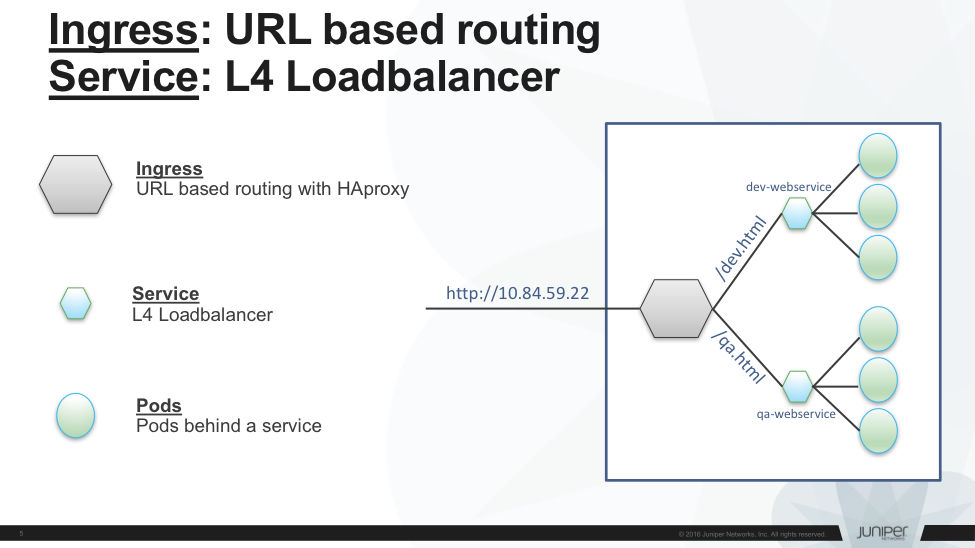 Ingress: URL based routing
Service: L4 Loadbalancer
Ingress
URL based routing with HAproxy
Service
L4 Loadbalancer
Pods
Pods behind a service
http://10.84.59.22
dev-webservice
/dev.html
/qa.html
qa-webservice
5
© 2016 Juniper Networks, Inc. All rights reserved.
JUNIPER
NETWORKS